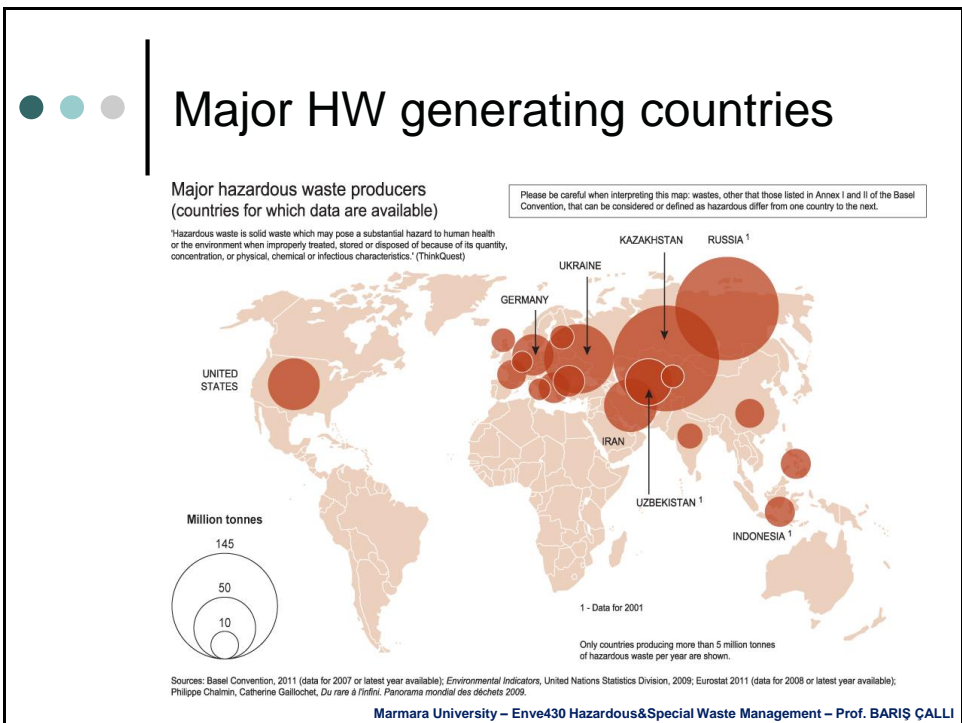 Major HW generating countries
Major hazardous waste producers
(countries for which data are available)
Please be careful when interpreting this map: wastes, other that those listed in Annex I and II of the Basel
Convention, that can be considered or defined as hazardous differ from one country to the next.
'Hazardous waste is solid waste which may pose a substantial hazard to human health
or the environment when improperly treated, stored or disposed of because of its quantity,
concentration, or physical, chemical or infectious characteristics.' (ThinkQuest)
KAZAKHSTAN
RUSSIA 1
UKRAINE
GERMANY
UNITED
STATES
IRAN
UZBEKISTAN 1
INDONESIA 1
Million tonnes
145
50
10
1 - Data for 2001
Only countries producing more than 5 million tonnes
of hazardous waste per year are shown.
Sources: Basel Convention, 2011 (data for 2007 or latest year available); Environmental Indicators, United Nations Statistics Division, 2009; Eurostat 2011 (data for 2008 or latest year available);
Philippe Chalmin, Catherine Gaillochet, Du rare à l'infini. Panorama mondial des déchets 2009.
Marmara University – Enve430 Hazardous&Special Waste Management – Prof. BARIŞ ÇALLI